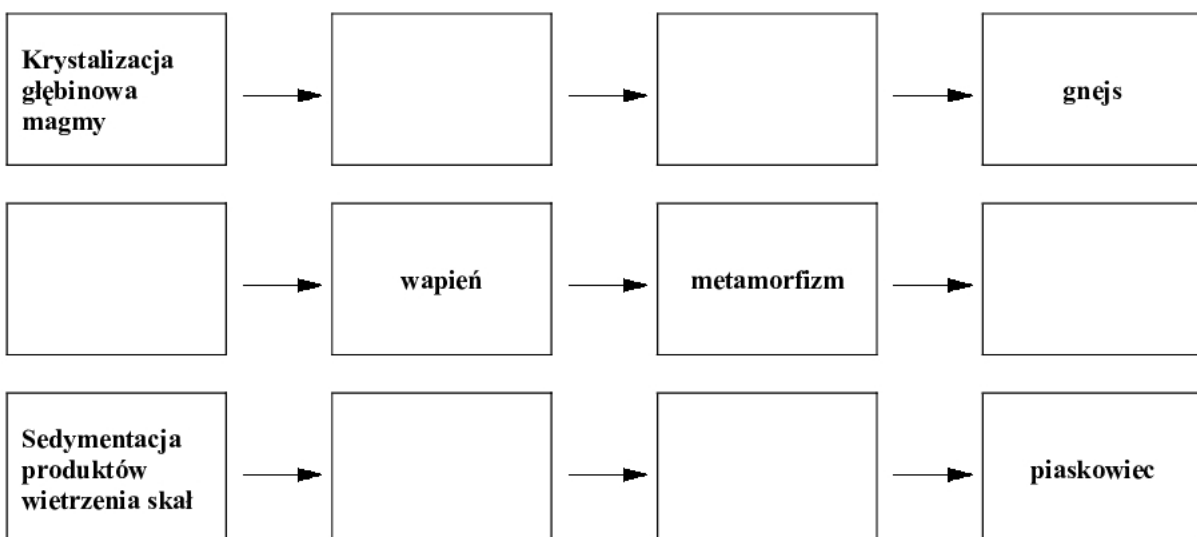 Krystalizacja
głębinowa
magmy
gnejs
wapień
metamorfizm
Sedymentacja
produktów
wietrzenia skał
piaskowiec